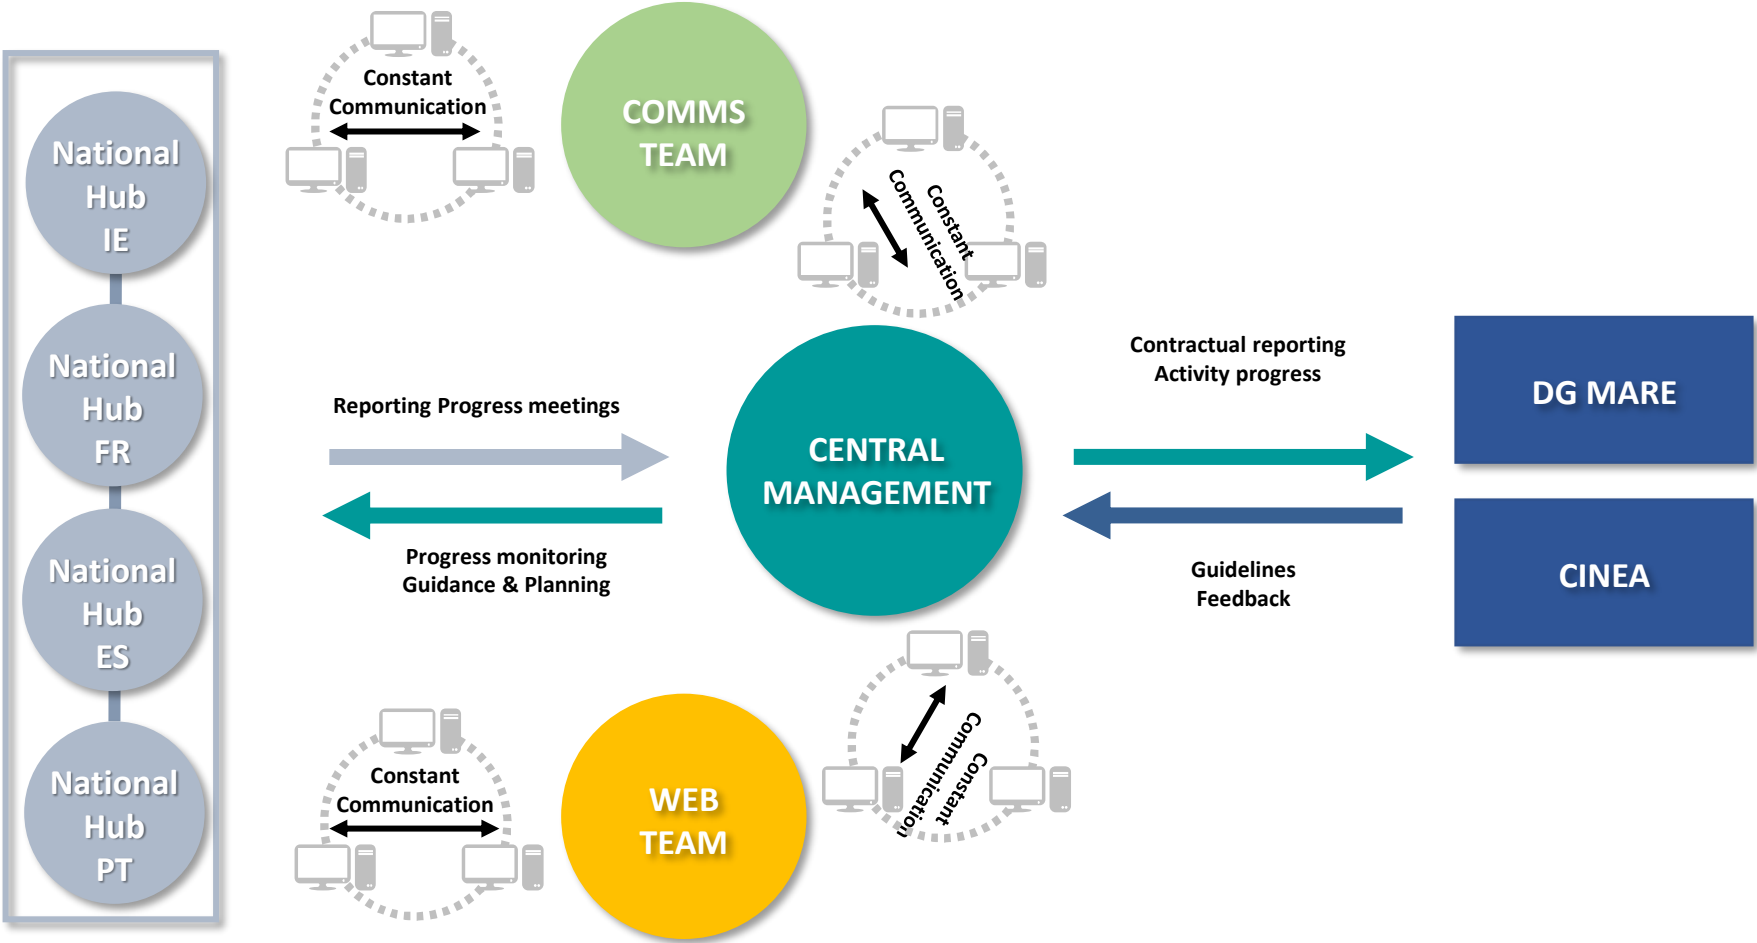 National
Hub
IE
National
Hub
FR
National
Hub
ES
National
Hub
PT
Constant
Communication
COMMS
TEAM
Constant
Communication
Reporting Progress meetings
Progress monitoring
Guidance & Planning
CENTRAL
MANAGEMENT
Contractual reporting
Activity progress
Guidelines
Feedback
DG MARE
CINEA
Constant
Communication
WEB
TEAM
Constant
Communication